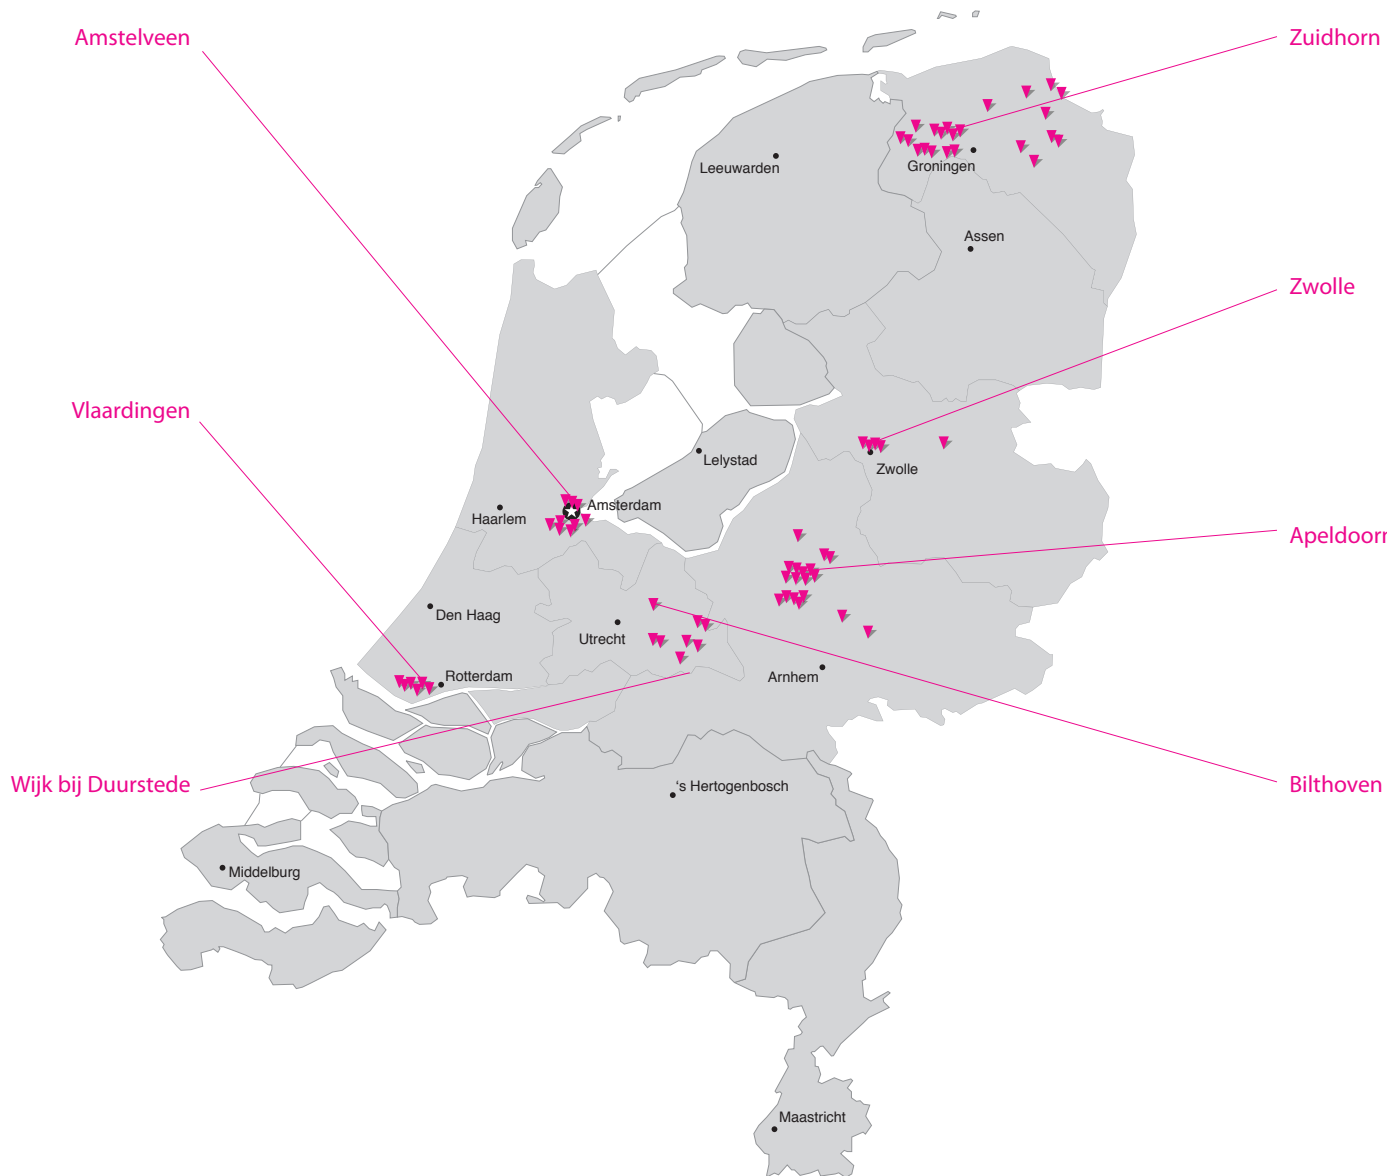 Amstelveen
Zuidhorn
Leeuwarden
Groningen
Assen
Zwolle
Vlaardingen
Lelystad
Zwolle
Haarlem
Amsterdam
Apeldoorn
Den Haag
Utrecht
Arnhem
Rotterdam
Wijk bij Duurstede
's Hertogenbosch
Bilthoven
Middelburg
Maastricht